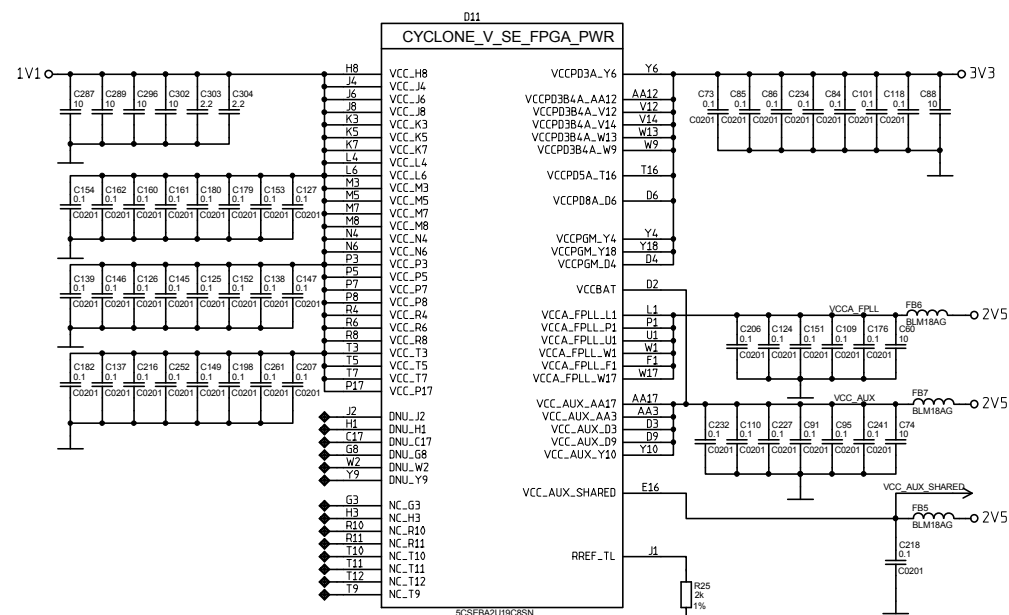 D11
CYCLONE_V_SE_FPGA_PWR
1V1
C287 10
C289 10
C296 10
C302 10
C303 2.2
C304 2.2
C154 0.1 C0201
C162 0.1 C0201
C160 0.1 C0201
C161 0.1 C0201
C180 0.1 C0201
C179 0.1 C0201
C153 0.1 C0201
C127 0.1 C0201
C139 0.1 C0201
C146 0.1 C0201
C126 0.1 C0201
C145 0.1 C0201
C125 0.1 C0201
C152 0.1 C0201
C138 0.1 C0201
C147 0.1 C0201
C182 0.1 C0201
C137 0.1 C0201
C216 0.1 C0201
C252 0.1 C0201
C149 0.1 C0201
C198 0.1 C0201
C261 0.1 C0201
C207 0.1 C0201
H8 VCC_H8
J4 VCC_J4
J6 VCC_J6
J8 VCC_J8
K3 VCC_K3
K5 VCC_K5
K7 VCC_K7
L4 VCC_L4
L6 VCC_L6
M3 VCC_M3
M5 VCC_M5
M7 VCC_M7
M8 VCC_M8
N4 VCC_N4
N6 VCC_N6
P3 VCC_P3
P5 VCC_P5
P7 VCC_P7
P8 VCC_P8
R4 VCC_R4
R6 VCC_R6
R8 VCC_R8
T3 VCC_T3
T5 VCC_T5
T7 VCC_T7
P17 VCC_P17
J2 DNU_J2
H1 DNU_H1
C17 DNU_C17
G8 DNU_G8
W2 DNU_W2
Y9 DNU_Y9
G3 NC_G3
H3 NC_H3
R10 NC_R10
R11 NC_R11
T10 NC_T10
T11 NC_T11
T12 NC_T12
T9 NC_T9
VCCPD3A_Y6 Y6
VCCPD3B4A_AA12 AA12
VCCPD3B4A_V12 V12
VCCPD3B4A_V14 V14
VCCPD3B4A_W13 W13
VCCPD3B4A_W9 W9
VCCPD5A_T16 T16
VCCPD8A_D6 D6
VCCPGM_Y4 Y4
VCCPGM_Y18 Y18
VCCPGM_D4 D4
VCCBAT D2
VCCA_FPLL_L1 L1
VCCA_FPLL_P1 P1
VCCA_FPLL_U1 U1
VCCA_FPLL_W1 W1
VCCA_FPLL_F1 F1
VCCA_FPLL_W17 W17
VCC_AUX_AA17 AA17
VCC_AUX_AA3 AA3
VCC_AUX_D3 D3
VCC_AUX_D9 D9
VCC_AUX_Y10 Y10
VCC_AUX_SHARED E16
RREF_TL J1
3V3
C73 0.1 C0201
C85 0.1 C0201
C86 0.1 C0201
C234 0.1 C0201
C84 0.1 C0201
C101 0.1 C0201
C118 0.1 C0201
C88 10
VCCA_FPLL
FB6
BLM18AG
2V5
C206 0.1 C0201
C124 0.1 C0201
C151 0.1 C0201
C109 0.1 C0201
C176 0.1 C0201
C60 10
VCC_AUX
FB7
BLM18AG
2V5
C232 0.1 C0201
C110 0.1 C0201
C227 0.1 C0201
C91 0.1 C0201
C95 0.1 C0201
C241 0.1 C0201
C74 10
VCC_AUX_SHARED
FB5
BLM18AG
2V5
C218
0.1
C0201
R25
2k
1%
5CSEBA2U19C8SN